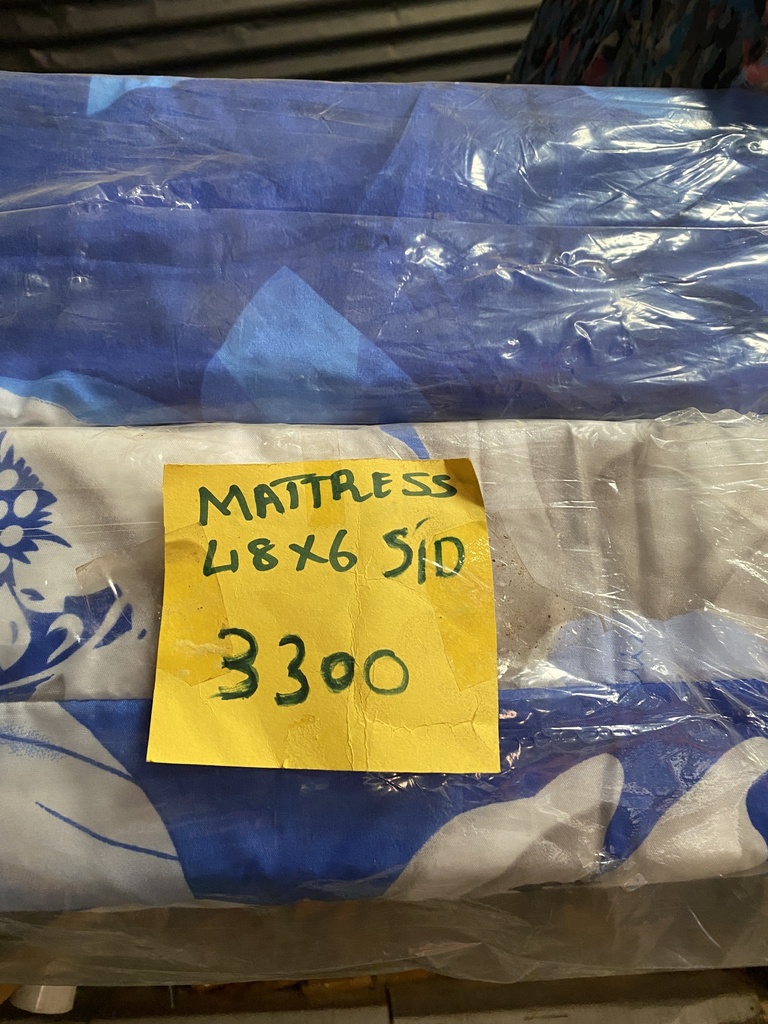 MATTRESS
48X6 S/D
3300